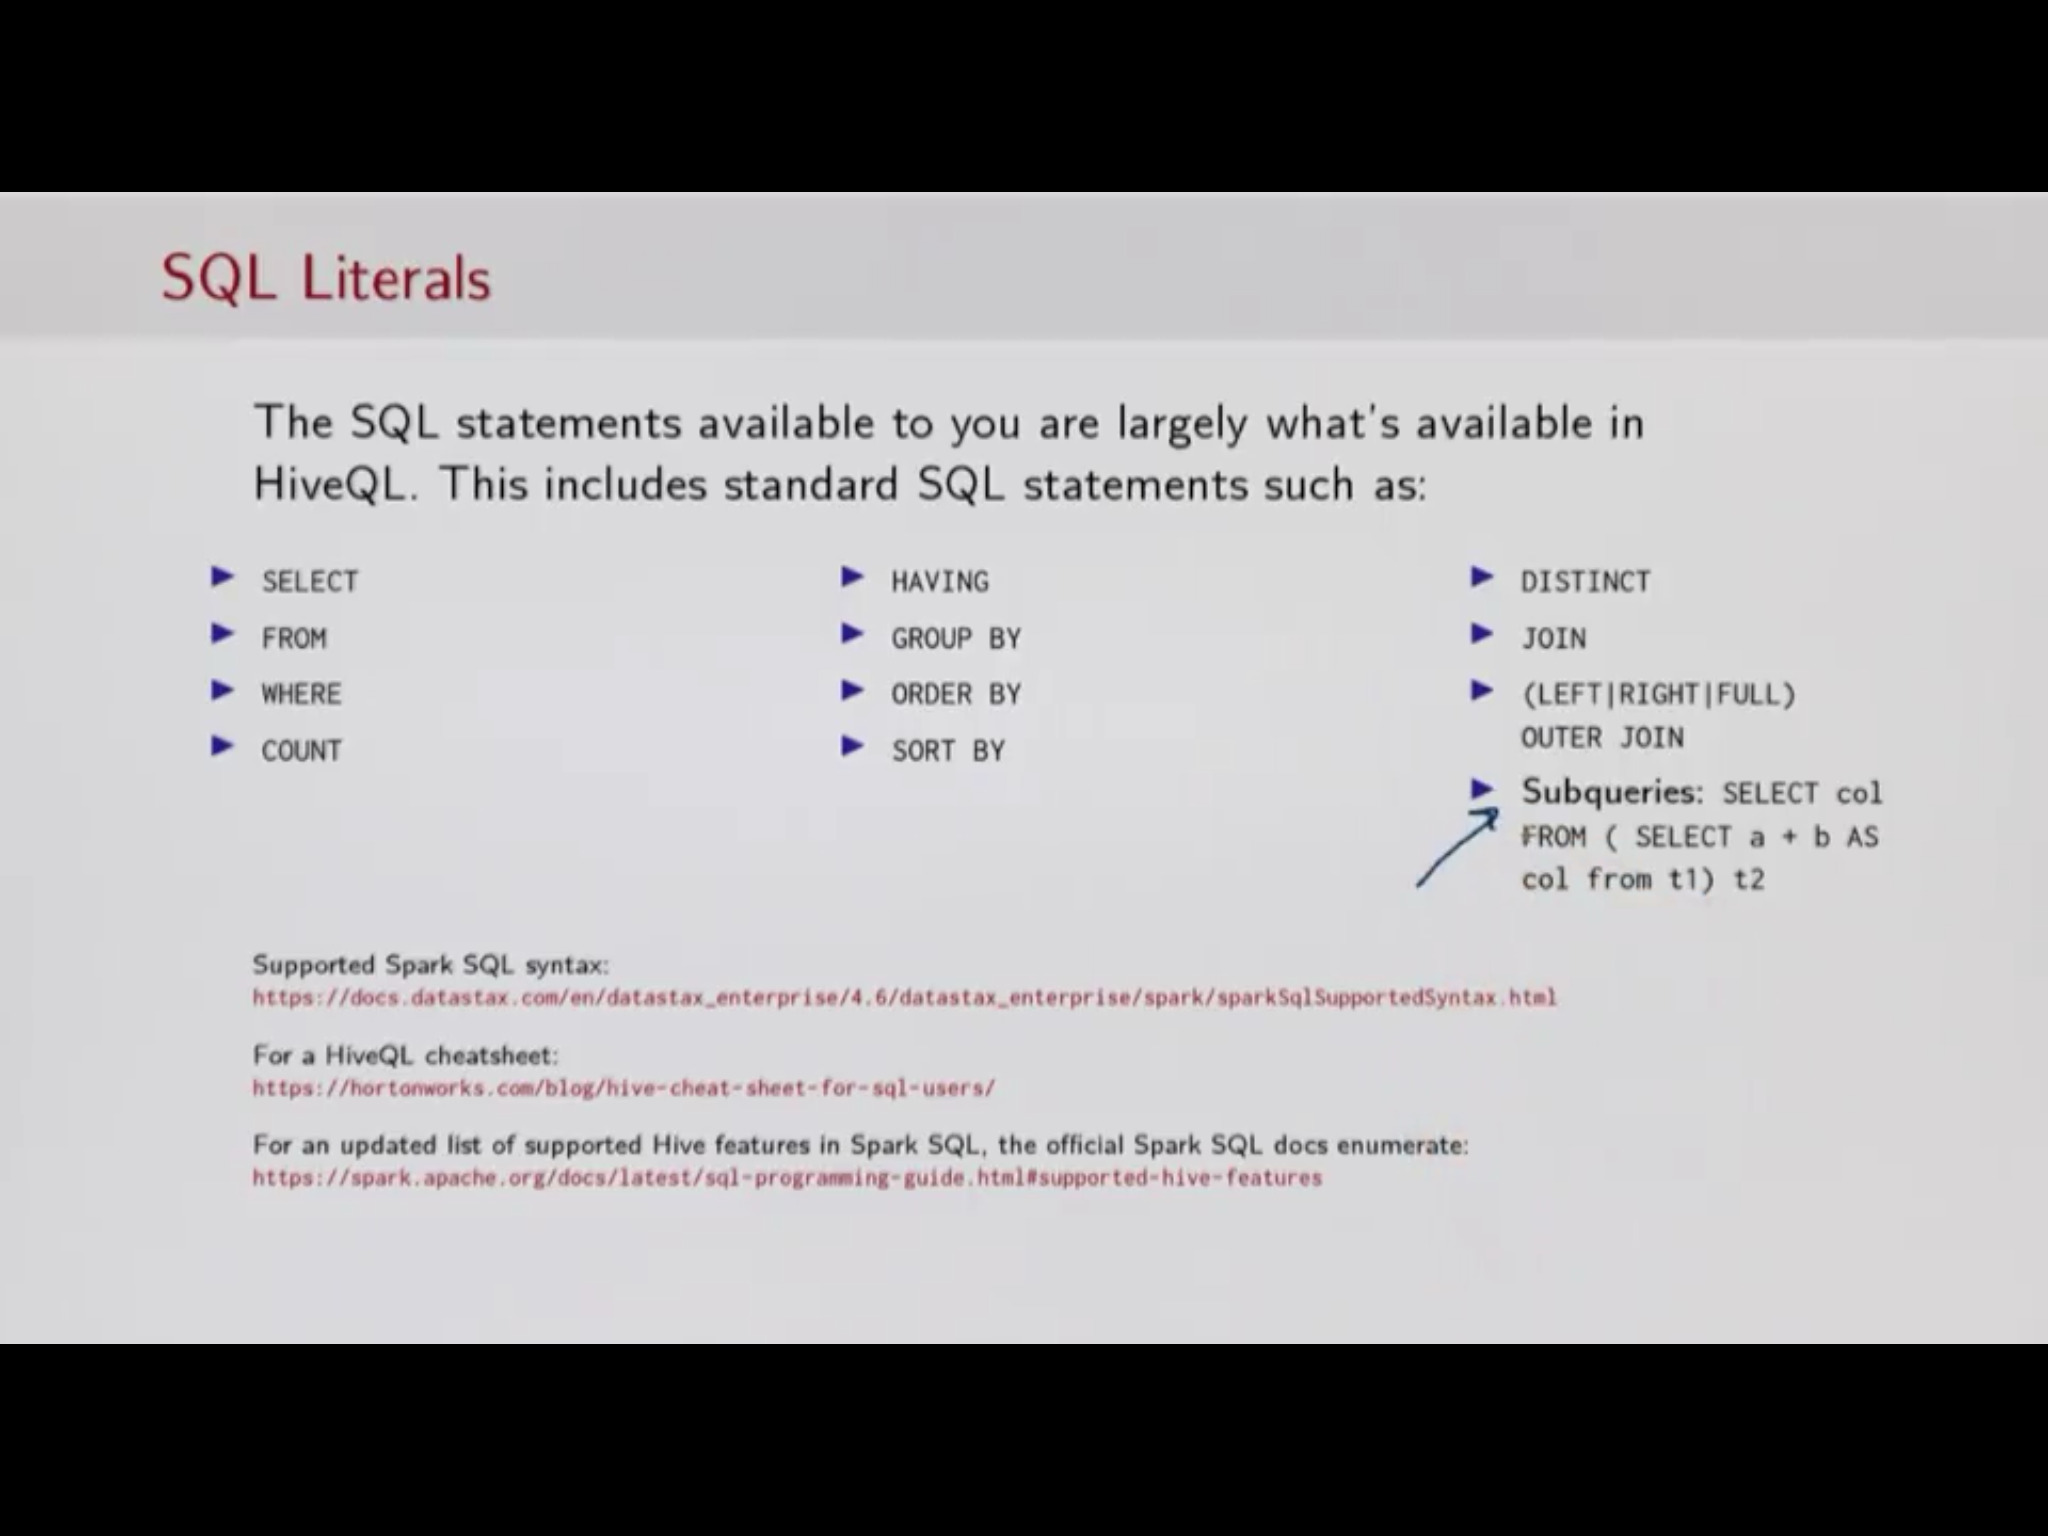 SQL Literals
The SQL statements available to you are largely what's available in
HiveQL. This includes standard SQL statements such as:
SELECT
FROM
WHERE
COUNT
HAVING
GROUP BY
ORDER BY
SORT BY
DISTINCT
JOIN
(LEFT|RIGHT|FULL)
OUTER JOIN
Subqueries: SELECT col
FROM ( SELECT a + b AS
col from t1) t2
Supported Spark SQL syntax:
https://docs.datastax.com/en/datastax_enterprise/4.6/datastax_enterprise/spark/sparkSqlSupportedSyntax.html
For a HiveQL cheatsheet:
https://hortonworks.com/blog/hive-cheat-sheet-for-sql-users/
For an updated list of supported Hive features in Spark SQL, the official Spark SQL docs enumerate:
https://spark.apache.org/docs/latest/sql-programming-guide.html#supported-hive-features